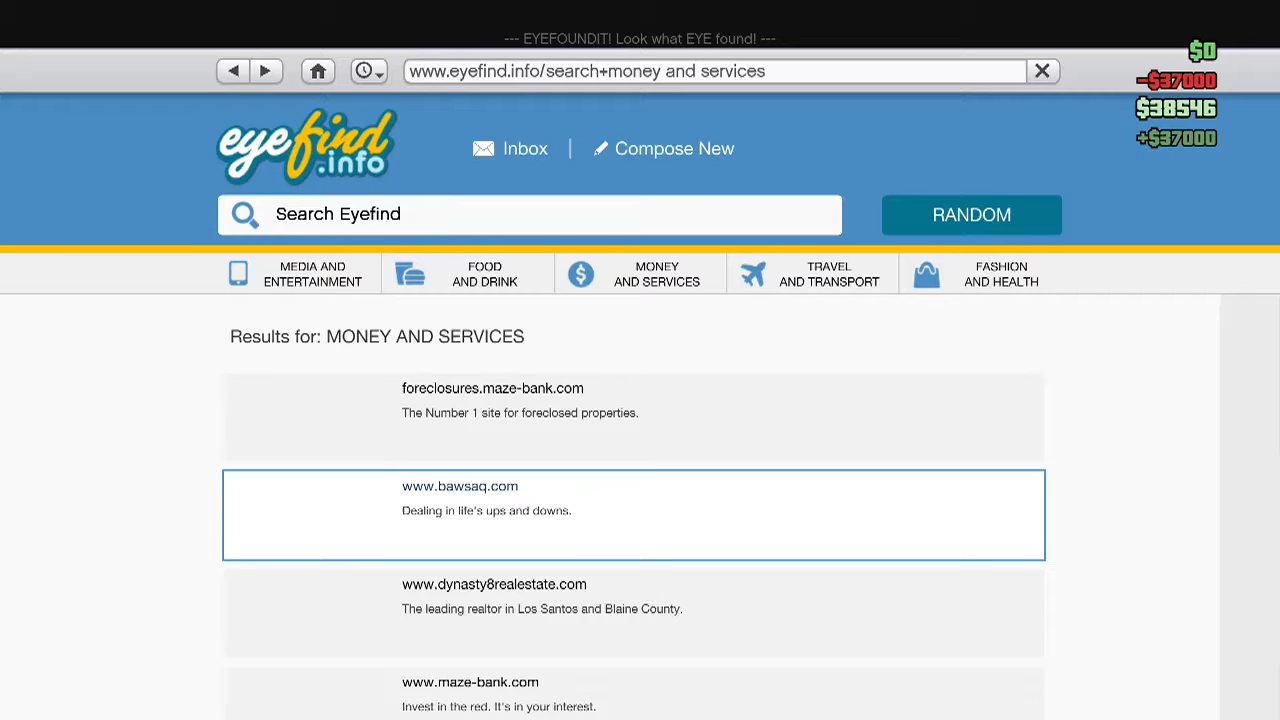 --- EYEFOUNDIT! Look what EYE found! ---
www.eyefind.info/search+money and services
$0
-$37000
$38546
+$37000
eyefind.info
Inbox | Compose New
Search Eyefind
RANDOM
MEDIA AND ENTERTAINMENT
FOOD AND DRINK
MONEY AND SERVICES
TRAVEL AND TRANSPORT
FASHION AND HEALTH
Results for: MONEY AND SERVICES
foreclosures.maze-bank.com
The Number 1 site for foreclosed properties.
www.bawsaq.com
Dealing in life's ups and downs.
www.dynasty8realestate.com
The leading realtor in Los Santos and Blaine County.
www.maze-bank.com
Invest in the red. It's in your interest.